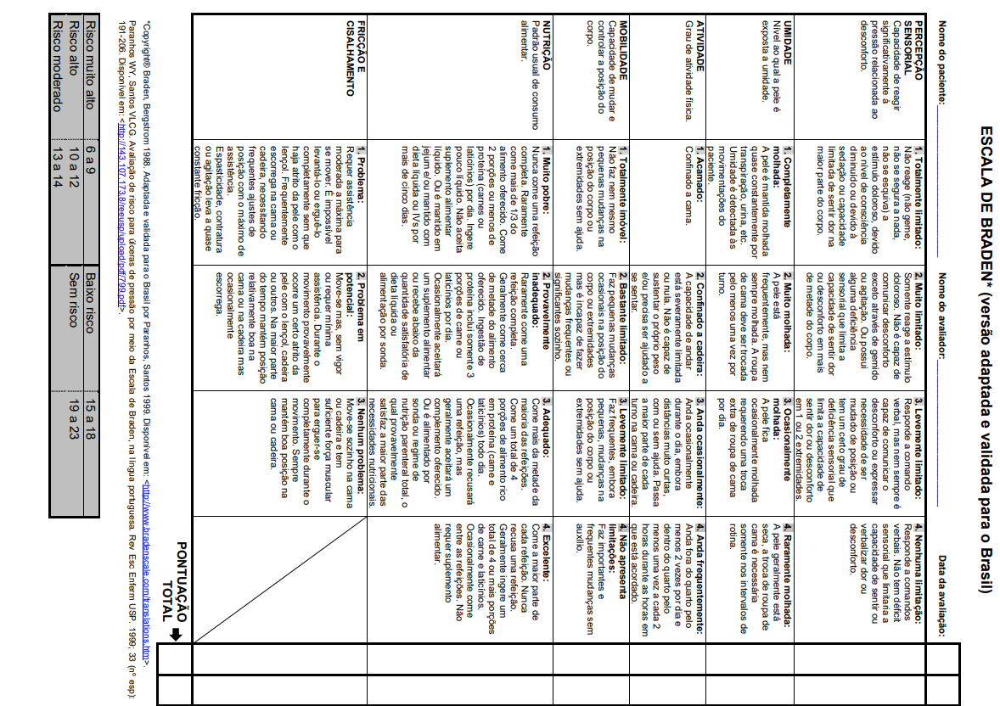 ESCALA DE BRADEN* (versão adaptada e validada para o Brasil)
Nome do paciente:____________________ Nome do avaliador:____________________ Data da avaliação:
PERCEPÇÃO
SENSORIAL
Capacidade de reagir
significativamente à
pressão relacionada ao
desconforto.
1. Totalmente limitado:
Não reage (não geme,
não se segura a nada,
não se esquiva) a
estímulo doloroso, devido
ao nível de consciência
diminuído ou devido à
sedação ou capacidade
limitada de sentir dor na
maior parte do corpo.
2. Muito limitado:
Somente reage a estímulo
doloroso. Não é capaz de
comunicar desconforto
exceto através de gemido
ou agitação. Ou possui
alguma deficiência
sensorial que limita a
capacidade de sentir dor
ou desconforto em mais
de metade do corpo.
3. Levemente limitado:
Responde a comando
verbal, mas nem sempre é
capaz de comunicar o
desconforto ou expressar
necessidade de ser
mudado de posição ou
tem um certo grau de
deficiência sensorial que
limita a capacidade de
sentir dor ou desconforto
em 1 ou 2 extremidades.
4. Nenhuma limitação:
Responde a comandos
verbais. Não tem déficit
sensorial que limitaria a
capacidade de sentir ou
verbalizar dor ou
desconforto.
UMIDADE
Nível ao qual a pele é
exposta a umidade.
1. Completamente
molhada:
A pele é mantida molhada
quase constantemente por
transpiração, urina, etc.
Umidade é detectada às
movimentações do
paciente.
2. Muito molhada:
A pele está
frequentemente, mas nem
sempre molhada. A roupa
de cama deve ser trocada
pelo menos uma vez por
turno.
3. Ocasionalmente
molhada:
A pele fica
ocasionalmente molhada
requerendo uma troca
extra de roupa de cama
por dia.
4. Raramente molhada:
A pele geralmente está
seca, a troca de roupa de
cama é necessária
somente nos intervalos de
rotina.
ATIVIDADE
Grau de atividade física.
1. Acamado:
Confinado a cama.
2. Confinado a cadeira:
A capacidade de andar
está severamente limitada
ou nula. Não é capaz de
sustentar o próprio peso
e/ou precisa ser ajudado a
se sentar.
3. Anda ocasionalmente:
Anda ocasionalmente
durante o dia, embora
distâncias muito curtas,
com ou sem ajuda. Passa
a maior parte de cada
turno na cama ou cadeira.
4. Anda frequentemente:
Anda fora do quarto pelo
menos 2 vezes por dia e
dentro do quarto pelo
menos uma vez a cada 2
horas durante as horas em
que está acordado.
MOBILIDADE
Capacidade de mudar e
controlar a posição do
corpo.
1. Totalmente imóvel:
Não faz nem mesmo
pequenas mudanças na
posição do corpo ou
extremidades sem ajuda.
2. Bastante limitado:
Faz pequenas mudanças
ocasionais na posição do
corpo ou extremidades
mas é incapaz de fazer
mudanças frequentes ou
significantes sozinho.
3. Levemente limitado:
Faz frequentes, embora
pequenas, mudanças na
posição do corpo ou
extremidades sem ajuda.
4. Não apresenta
limitações:
Faz importantes e
frequentes mudanças sem
auxílio.
NUTRIÇÃO
Padrão usual de consumo
alimentar.
1. Muito pobre:
Nunca come uma refeição
completa. Raramente
come mais de 1/3 do
alimento oferecido. Come
2 porções ou menos de
proteína (carnes ou
laticínios) por dia. Ingere
pouco líquido. Não aceita
suplemento alimentar
líquido. Ou é mantido em
jejum e/ou mantido com
dieta líquida ou IVs por
mais de cinco dias.
2. Provavelmente
inadequado:
Raramente come uma
refeição completa.
Geralmente come cerca
de metade do alimento
oferecido. Ingestão de
proteína inclui somente 3
porções de carne ou
laticínios por dia.
Ocasionalmente aceitará
um suplemento alimentar
ou recebe abaixo da
quantidade satisfatória de
dieta líquida ou
alimentação por sonda.
3. Adequado:
Come mais da metade da
maioria das refeições.
Come um total de 4
porções de alimento rico
em proteína (carne e
laticínios) todo dia.
Ocasionalmente recusará
uma refeição, mas
geralmente aceitará um
complemento oferecido.
Ou é alimentado por
sonda ou regime de
nutrição parenteral total, o
qual provavelmente
satisfaz a maior parte das
necessidades nutricionais.
4. Excelente:
Come a maior parte de
cada refeição. Nunca
recusa uma refeição.
Geralmente ingere um
total de 4 ou mais porções
de carne e laticínios.
Ocasionalmente come
entre as refeições. Não
requer suplemento
alimentar.
FRICÇÃO E
CISALHAMENTO
1. Problema:
Requer assistência
moderada a máxima para
se mover. É impossível
levantá-lo ou erguê-lo
completamente sem que
haja atrito da pele com o
lençol. Frequentemente
escorrega na cama ou
cadeira, necessitando
frequentes ajustes de
posição com o máximo de
assistência.
Espasticidade, contratura
ou agitação leva a quase
constante fricção.
2. Problema em
potencial:
Move-se mas, sem vigor
ou requer mínima
assistência. Durante o
movimento provavelmente
ocorre um certo atrito da
pele com o lençol, cadeira
ou outros. Na maior parte
do tempo mantém posição
relativamente boa na
cama ou na cadeira mas
ocasionalmente
escorrega.
3. Nenhum problema:
Move-se sozinho na cama
ou cadeira e tem
suficiente força muscular
para erguer-se
completamente durante o
movimento. Sempre
mantém boa posição na
cama ou cadeira.
PONTUAÇÃO
TOTAL
*Copyright® Braden, Bergstrom 1988. Adaptada e validada para o Brasil por Paranhos, Santos 1999. Disponível em: <http://www.bradenscale.com/translations.htm>.
Paranhos WY, Santos VLCG. Avaliação de risco para úlceras de pressão por meio da Escala de Braden, na língua portuguesa. Rev Esc Enferm USP. 1999; 33 (nº esp):
191-206. Disponível em: <http://143.107.173.8/reeusp/upload/pdf/799.pdf>.
Risco muito alto 6 a 9 Baixo risco 15 a 18
Risco alto 10 a 12 Sem risco 19 a 23
Risco moderado 13 a 14